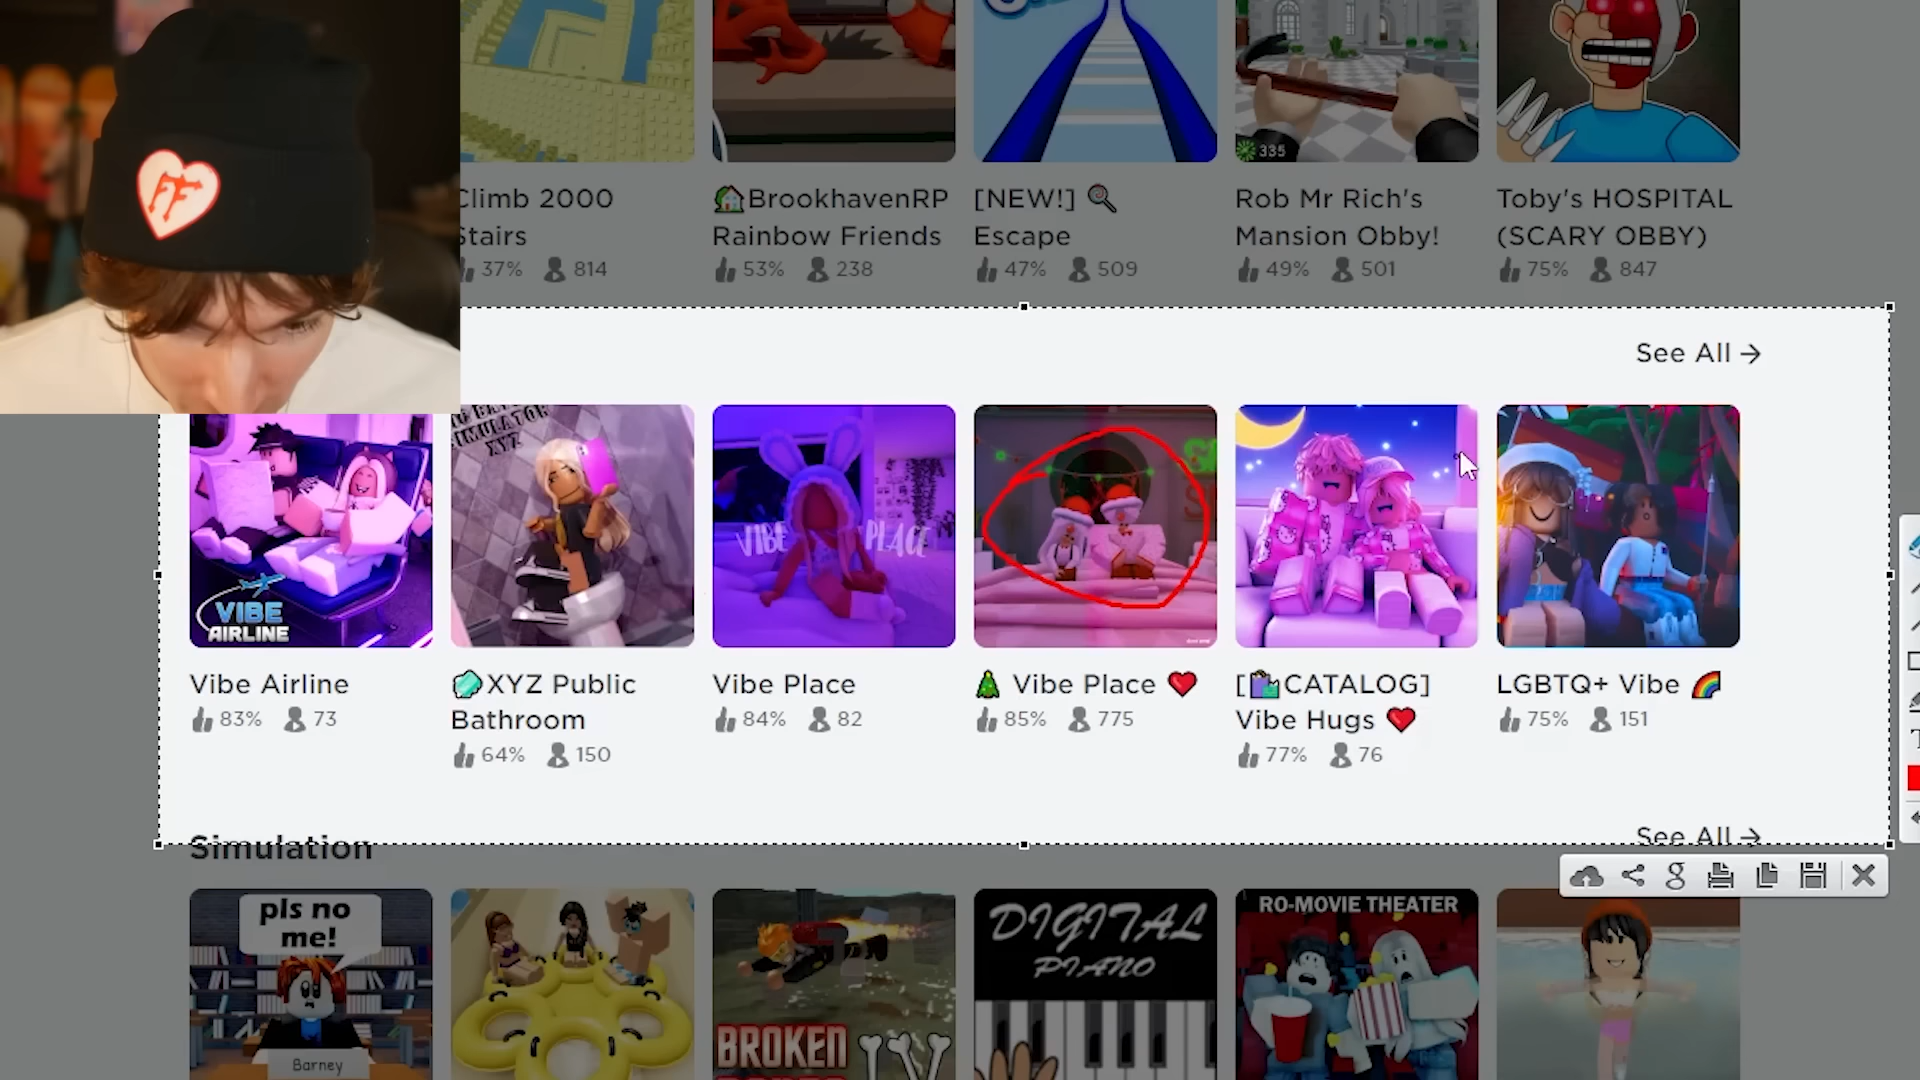 FF
335
Climb 2000
Stairs
37% 814
🏠BrookhavenRP
Rainbow Friends
53% 238
[NEW!] 🔍
Escape
47% 509
Rob Mr Rich's
Mansion Obby!
49% 501
Toby's HOSPITAL
(SCARY OBBY)
75% 847
See All →
VIBE
AIRLINE
SIMULATOR
XYZ
VIBE PLACE
Vibe Airline
83% 73
🧼XYZ Public
Bathroom
64% 150
Vibe Place
84% 82
🎄 Vibe Place ❤️
85% 775
[🛍️CATALOG]
Vibe Hugs ❤️
77% 76
LGBTQ+ Vibe 🌈
75% 151
Simulation
See All →
pls no
me!
Barney
BROKEN
DIGITAL
PIANO
RO-MOVIE THEATER